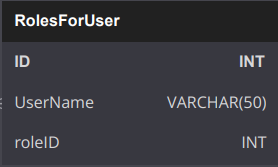 RolesForUser
ID INT
UserName VARCHAR(50)
roleID INT